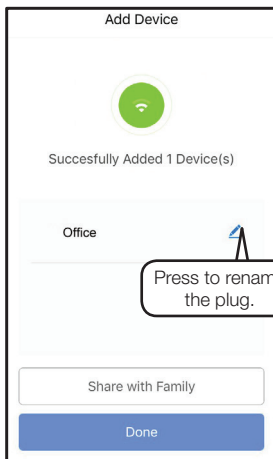 Add Device
Succesfully Added 1 Device(s)
Office
Press to renam
the plug.
Share with Family
Done